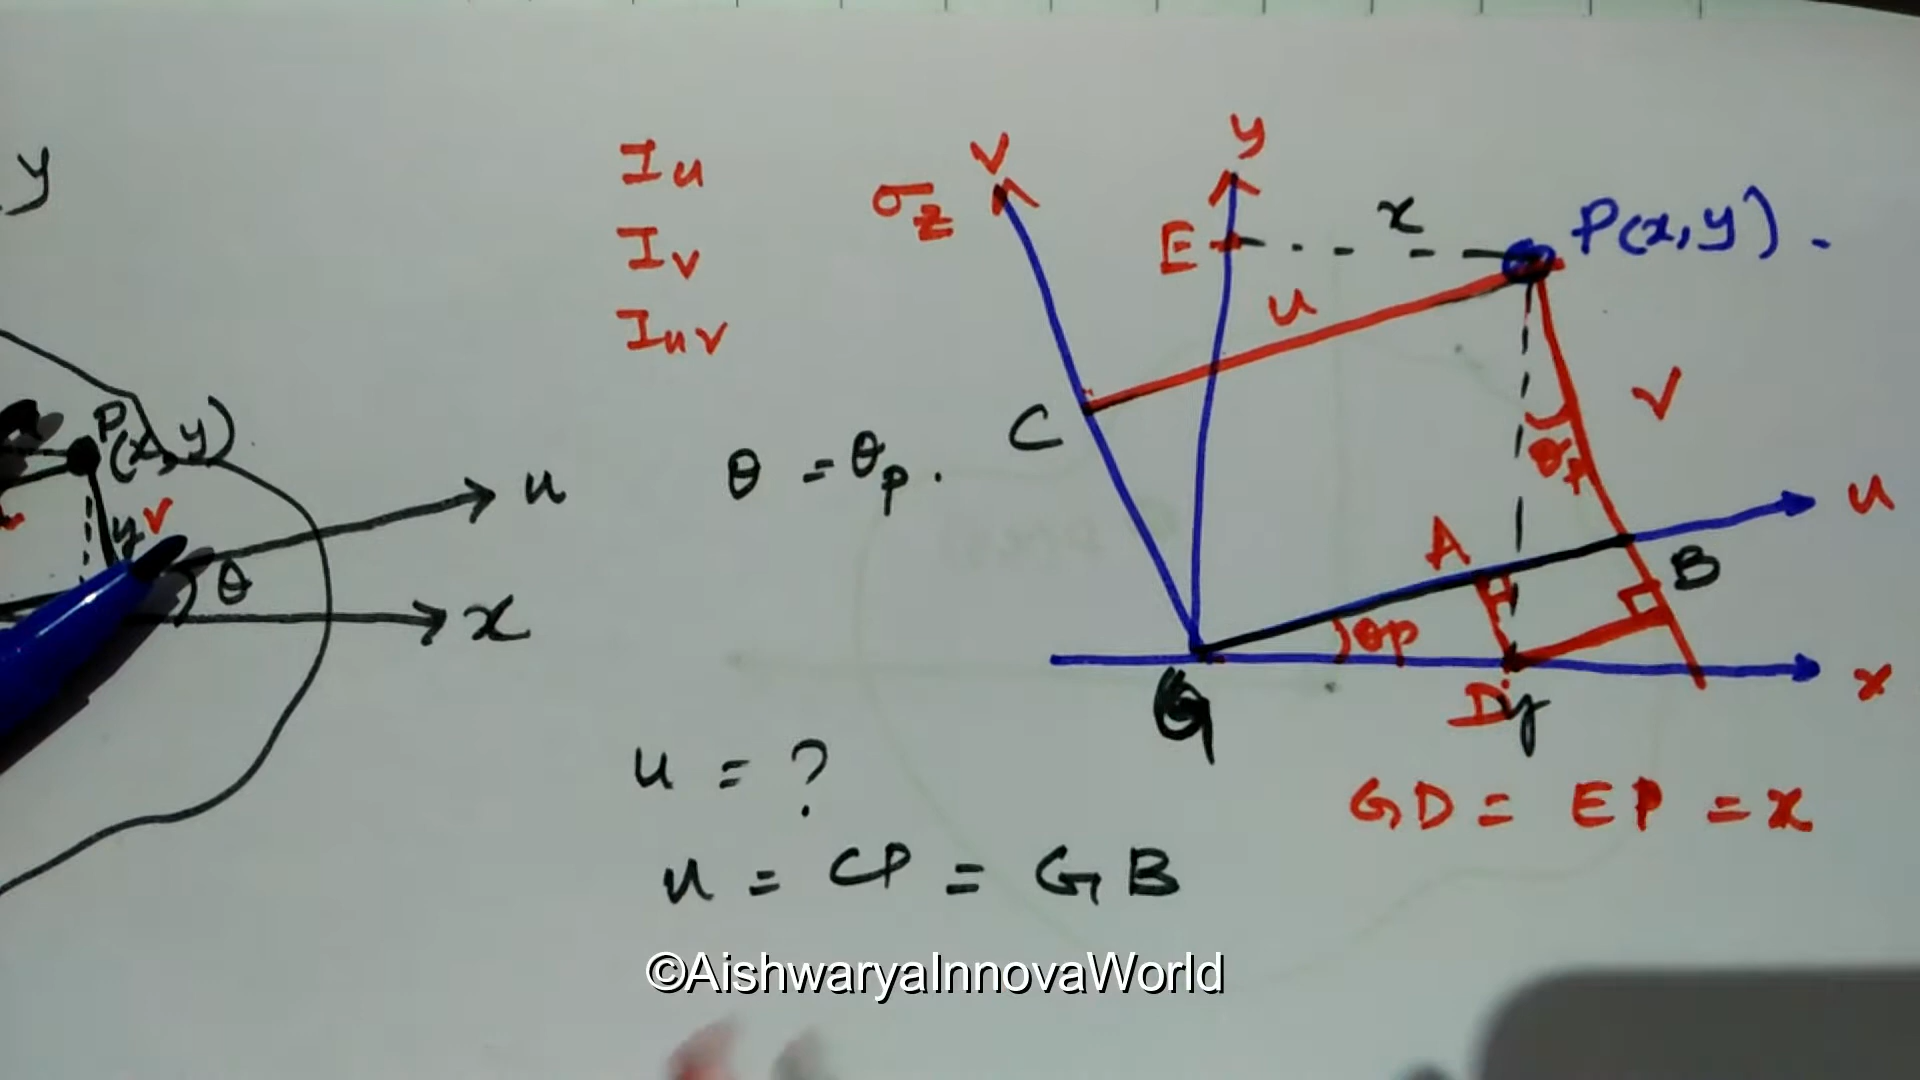 y
P(x, y)
y
v
θ
u
x
Iu
Iv
Iuv
σz
v
y
E
x
P(x, y).
u
C
v
θp
θ = θp.
u
A
B
θp
G
D
y
x
GD = EP = x
u = ?
u = CP = GB
©AishwaryaInnovaWorld